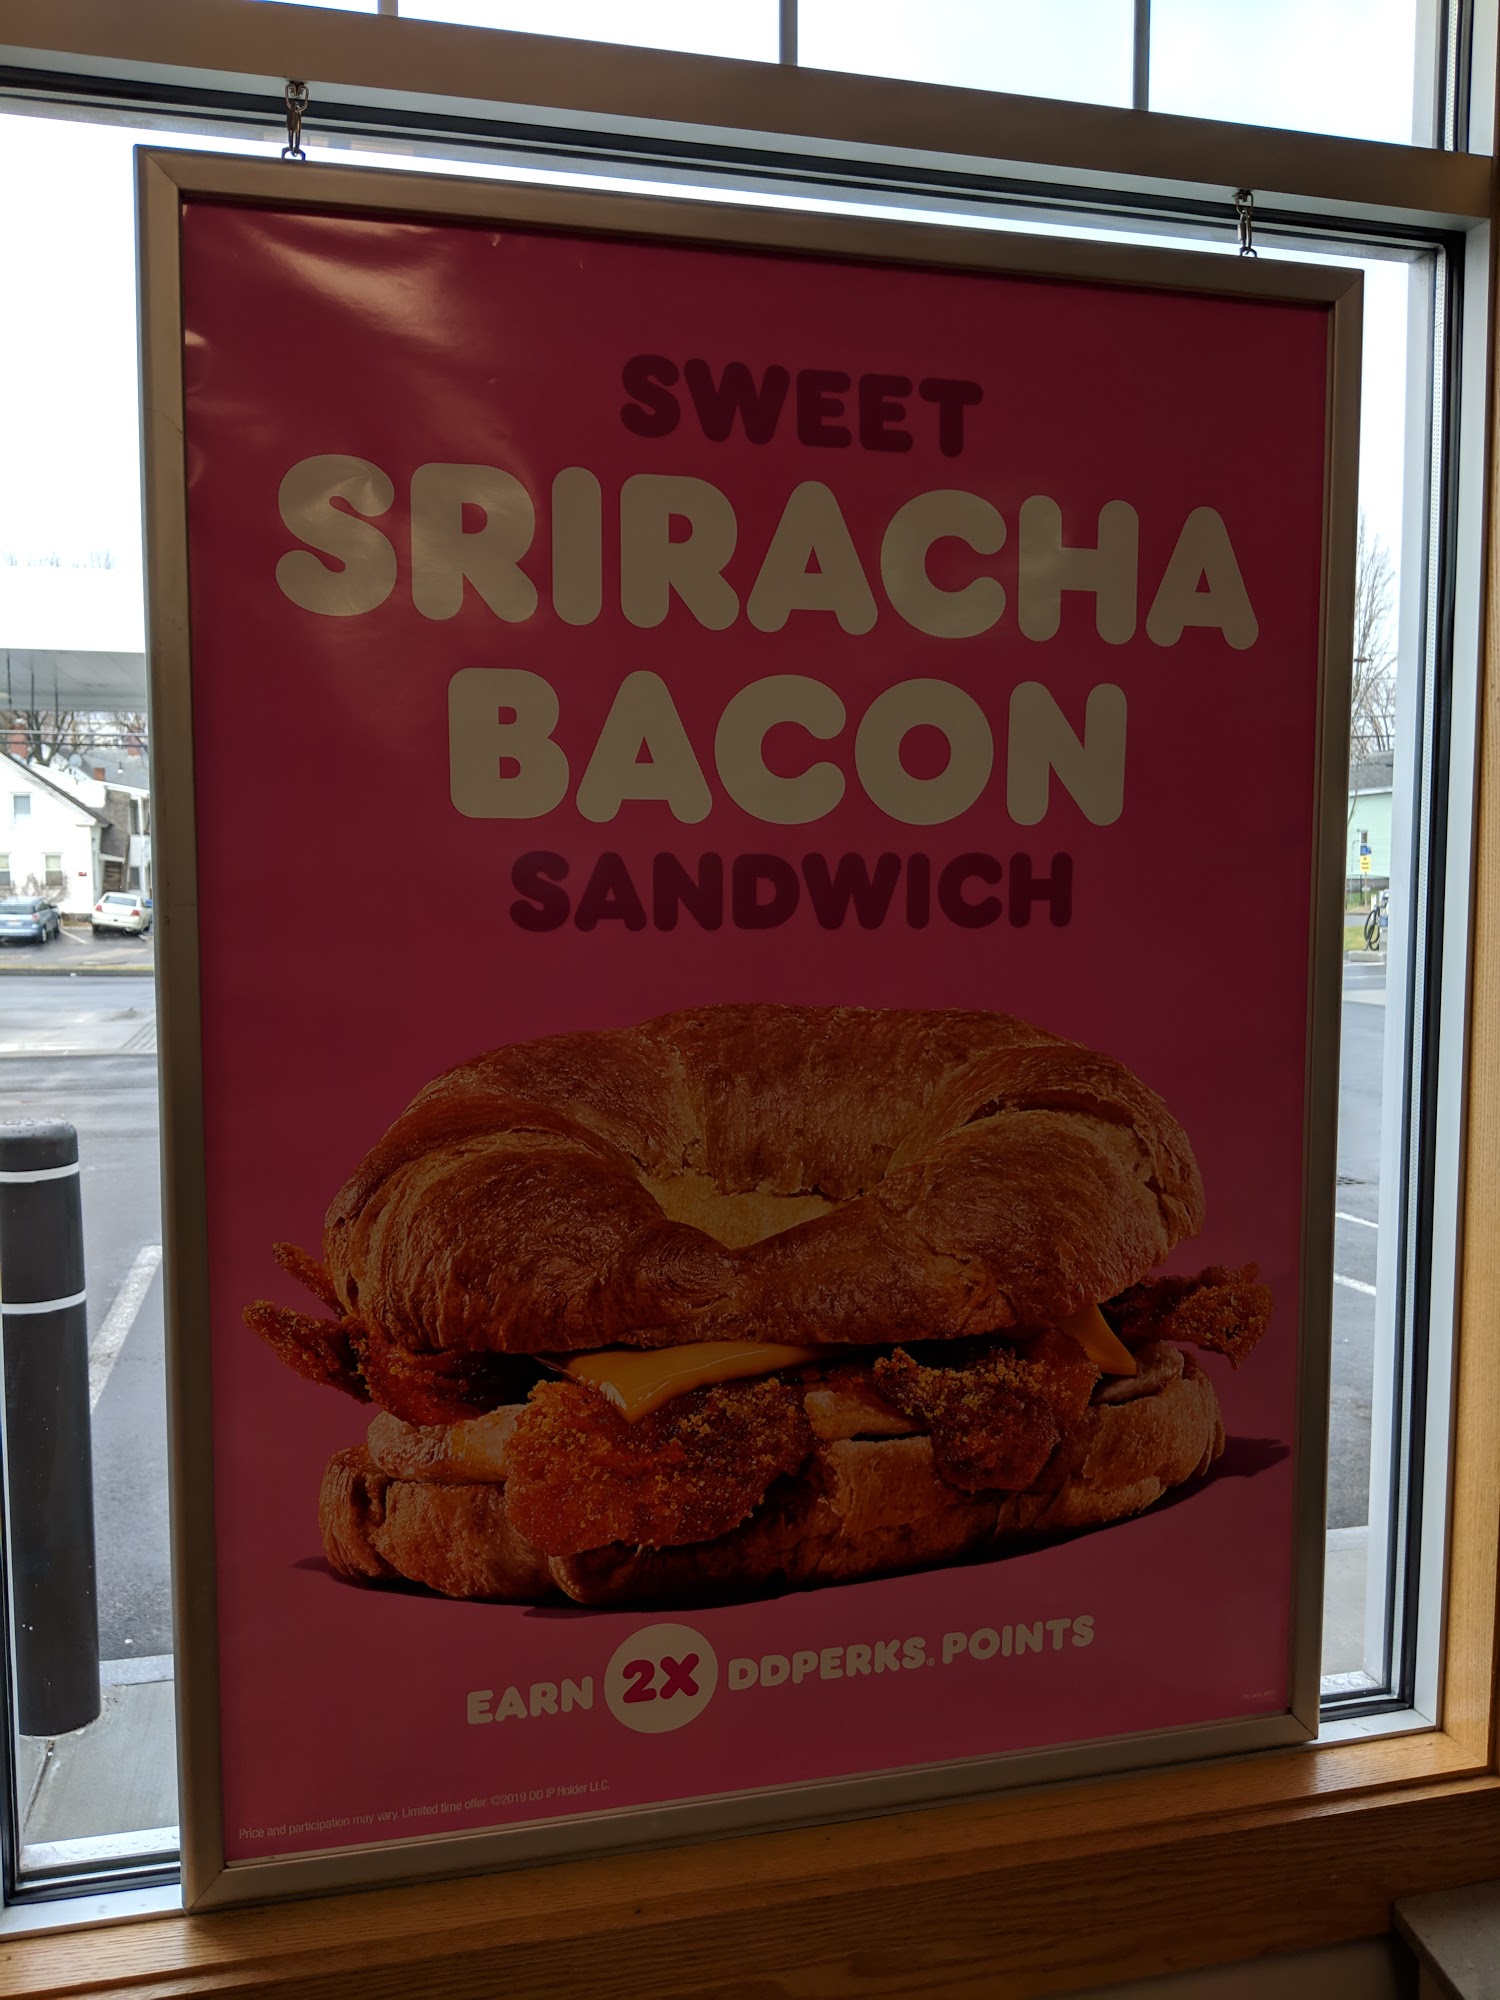 SWEET
SRIRACHA
BACON
SANDWICH
EARN 2X DDPERKS® POINTS
Price and participation may vary. Limited time offer. ©2019 DD IP Holder LLC.